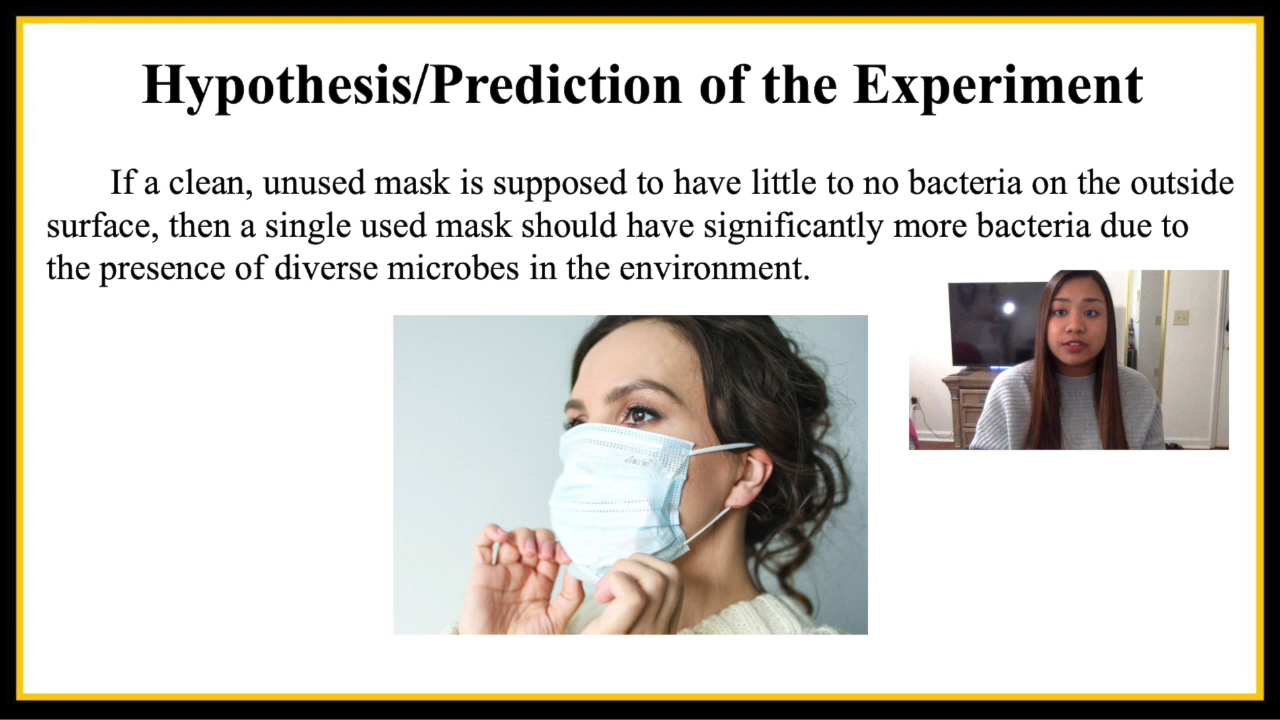 Hypothesis/Prediction of the Experiment
If a clean, unused mask is supposed to have little to no bacteria on the outside
surface, then a single used mask should have significantly more bacteria due to
the presence of diverse microbes in the environment.